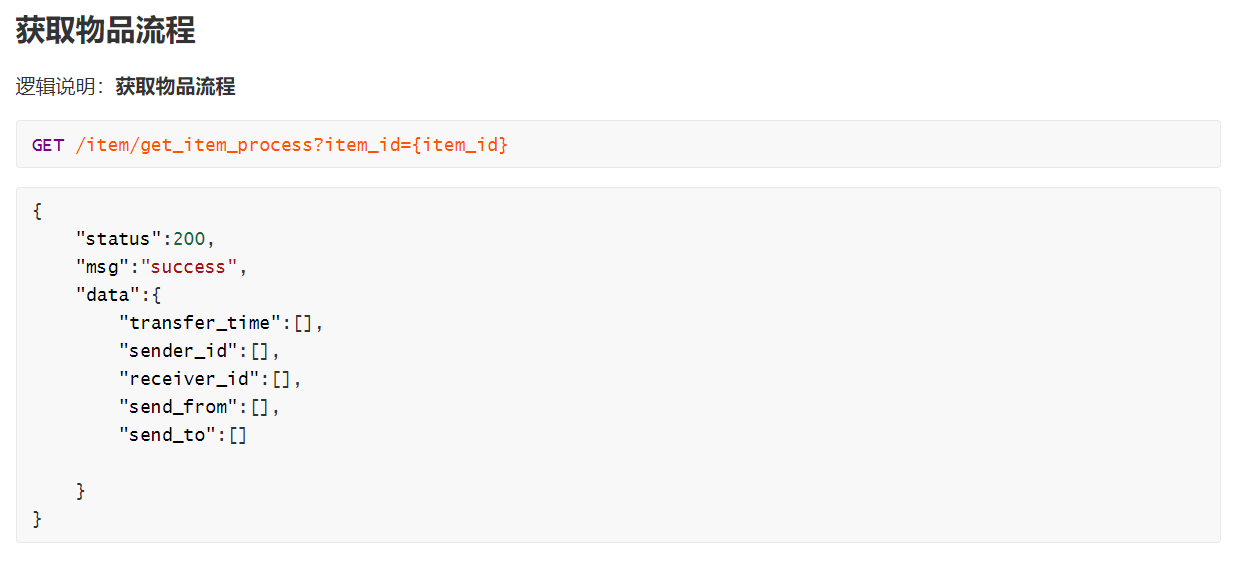 获取物品流程
逻辑说明：获取物品流程
GET /item/get_item_process?item_id={item_id}
{
    "status":200,
    "msg":"success",
    "data":{
        "transfer_time":[],
        "sender_id":[],
        "receiver_id":[],
        "send_from":[],
        "send_to":[]
    }
}